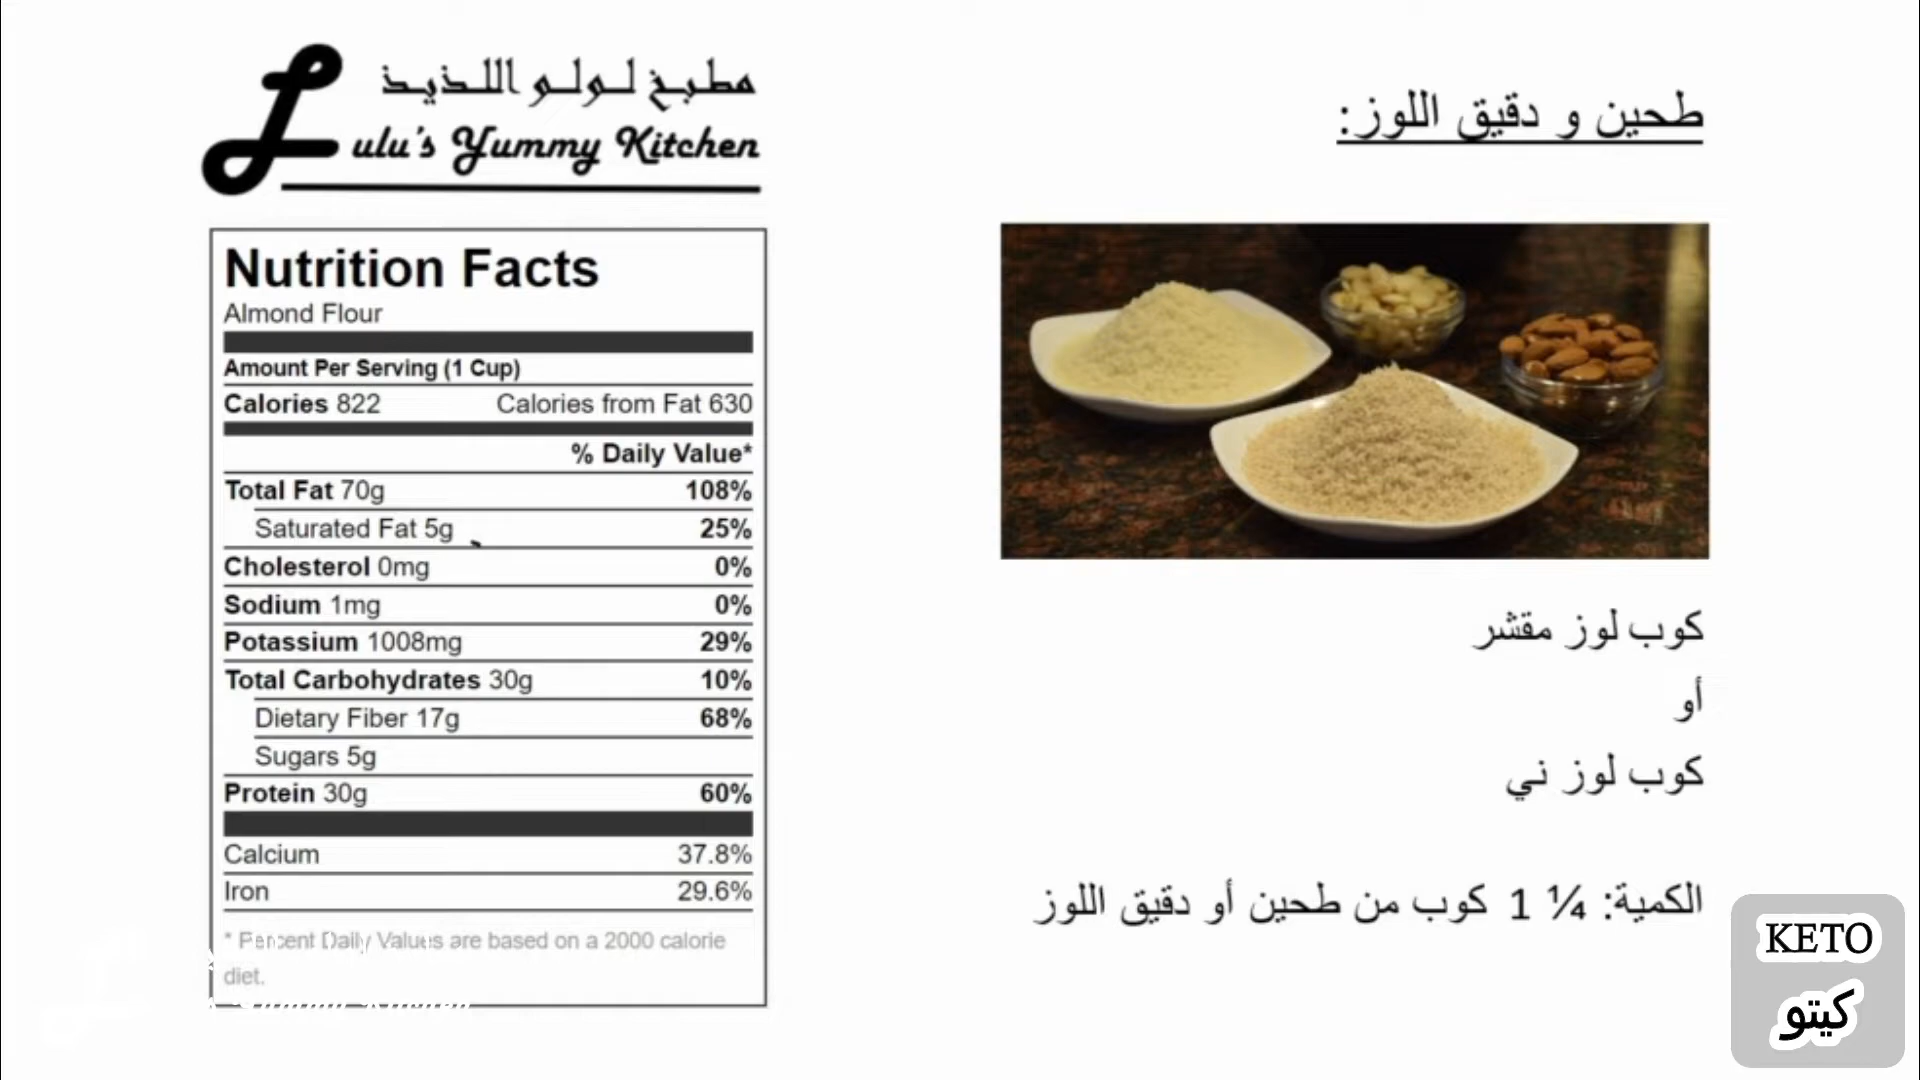 مطبخ لولو اللذيذ
Lulu's Yummy Kitchen
Nutrition Facts
Almond Flour
Amount Per Serving (1 Cup)
Calories 822 Calories from Fat 630
% Daily Value*
Total Fat 70g 108%
Saturated Fat 5g 25%
Cholesterol 0mg 0%
Sodium 1mg 0%
Potassium 1008mg 29%
Total Carbohydrates 30g 10%
Dietary Fiber 17g 68%
Sugars 5g
Protein 30g 60%
Calcium 37.8%
Iron 29.6%
* Percent Daily Values are based on a 2000 calorie
diet.
طحين و دقيق اللوز:
كوب لوز مقشر
أو
كوب لوز ني
الكمية: ¼ 1 كوب من طحين أو دقيق اللوز
KETO
كيتو